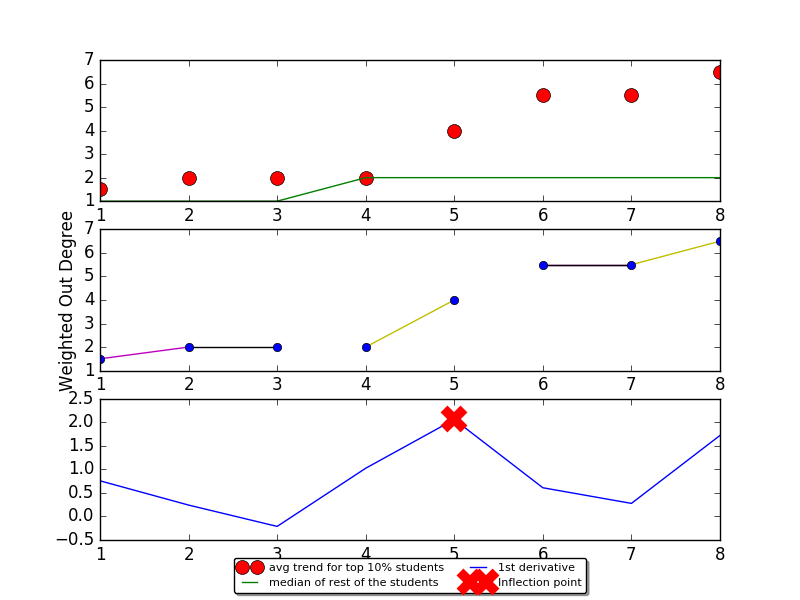 7
6
5
4
3
2
1
1 2 3 4 5 6 7 8
Weighted Out Degree
7
6
5
4
3
2
1
1 2 3 4 5 6 7 8
2.5
2.0
1.5
1.0
0.5
0.0
−0.5
1 2 3 4 5 6 7 8
avg trend for top 10% students
median of rest of the students
1st derivative
Inflection point